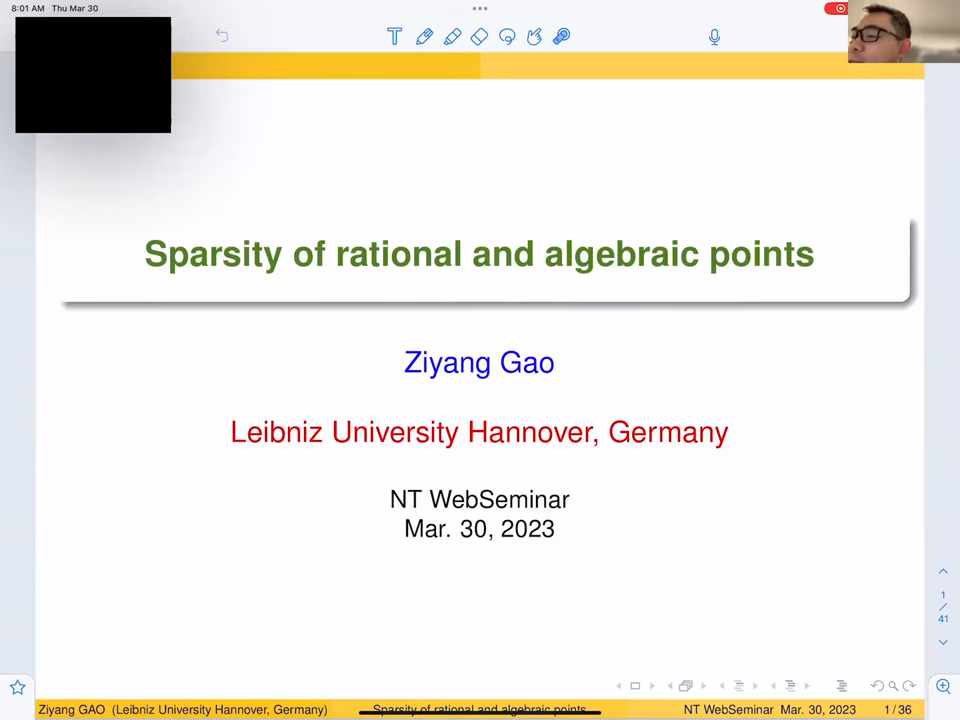 8:01 AM Thu Mar 30
Sparsity of rational and algebraic points
Ziyang Gao
Leibniz University Hannover, Germany
NT WebSeminar
Mar. 30, 2023
1
/
41
Ziyang GAO (Leibniz University Hannover, Germany)
Sparsity of rational and algebraic points
NT WebSeminar Mar. 30, 2023
1 / 36